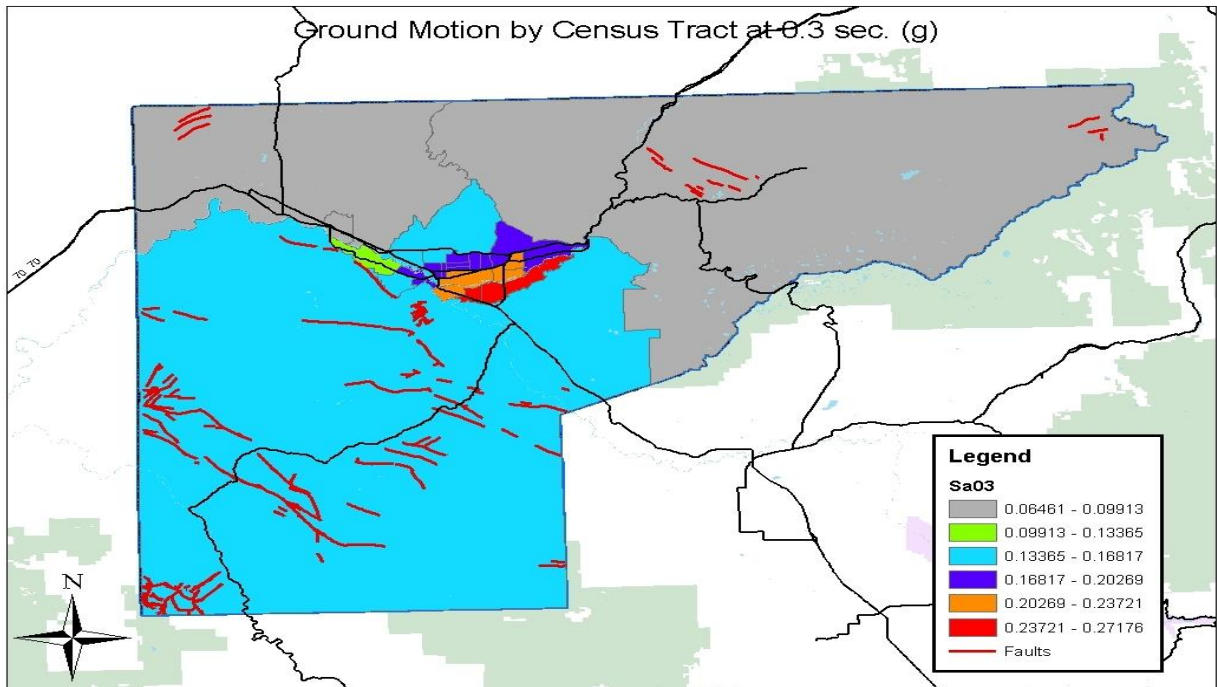 Ground Motion by Census Tract at 0.3 sec. (g)
70 70
Legend
Sa03
0.06461 - 0.09913
0.09913 - 0.13365
0.13365 - 0.16817
0.16817 - 0.20269
0.20269 - 0.23721
0.23721 - 0.27176
Faults
N